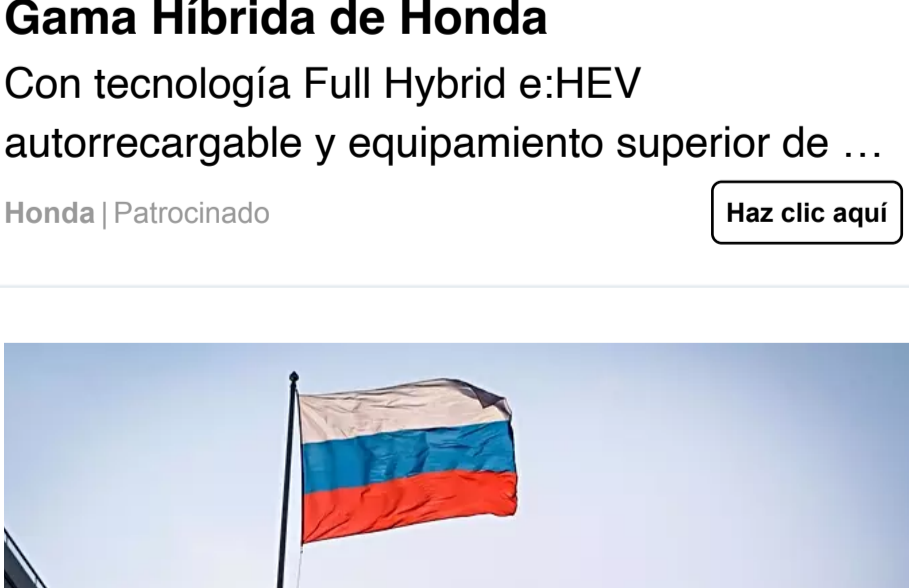 Gama Híbrida de Honda
Con tecnología Full Hybrid e:HEV
autorrecargable y equipamiento superior de …
Honda | Patrocinado
Haz clic aquí